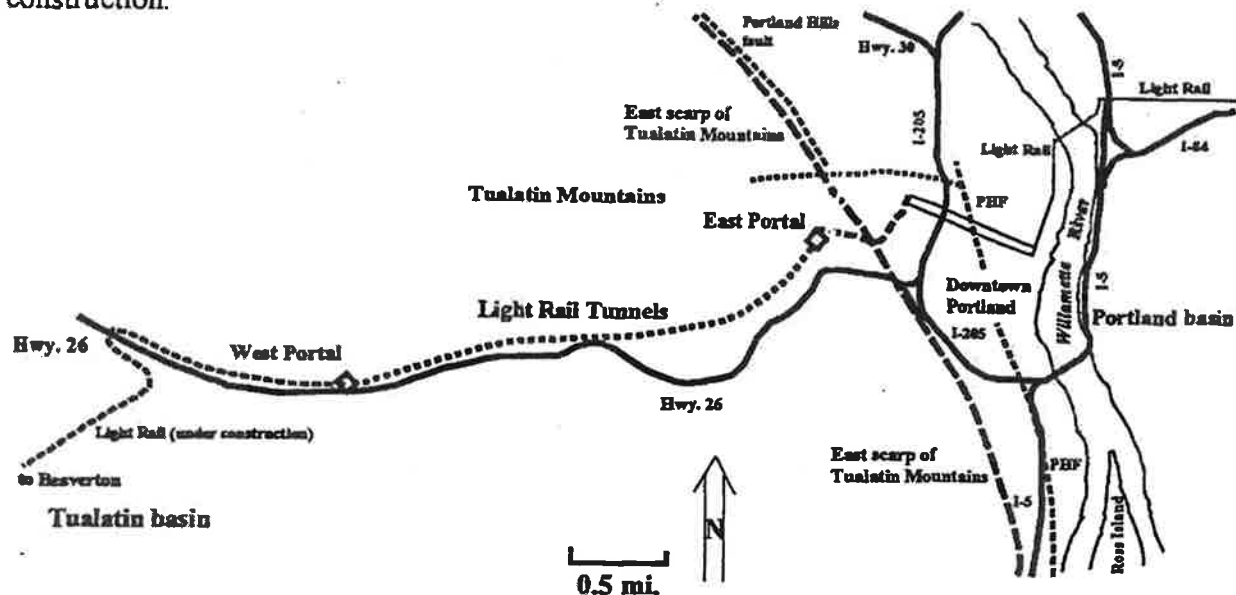 construction.
Portland Hills
fault
Hwy. 30
I-5
Light Rail
East scarp of
Tualatin Mountains
I-205
Light Rail
I-84
Tualatin Mountains
PHF
East Portal
Willamette River
Downtown
Portland
I-5
Light Rail Tunnels
Portland basin
I-205
Hwy. 26
West Portal
Hwy. 26
Light Rail (under construction)
East scarp of
Tualatin Mountains
PHF
to Beaverton
I-5
Tualatin basin
N
Ross Island
0.5 mi.